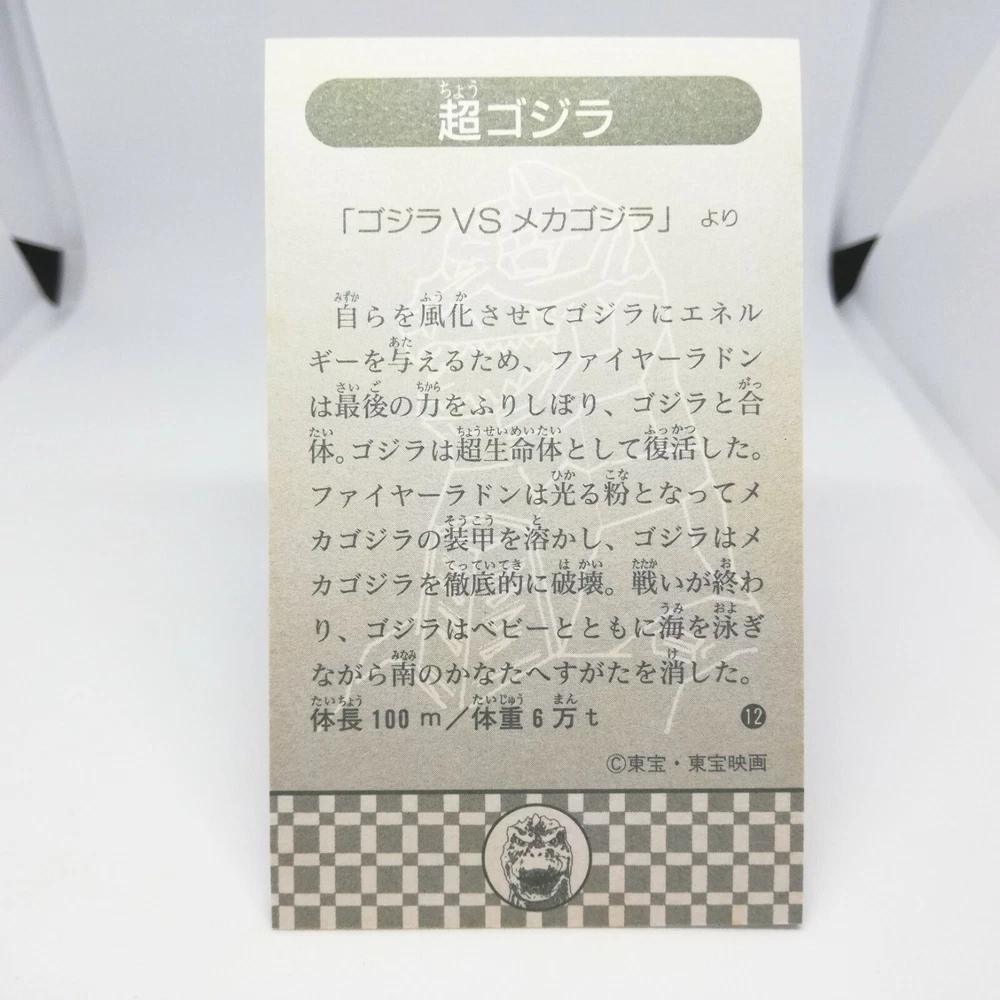 超ゴジラ
「ゴジラVSメカゴジラ」 より
自らを風化させてゴジラにエネル
ギーを与えるため、ファイヤーラドン
は最後の力をふりしぼり、ゴジラと合
体。ゴジラは超生命体として復活した。
ファイヤーラドンは光る粉となってメ
カゴジラの装甲を溶かし、ゴジラはメ
カゴジラを徹底的に破壊。戦いが終わ
り、ゴジラはベビーとともに海を泳ぎ
ながら南のかなたへすがたを消した。
体長100m/体重6万t
12
©東宝・東宝映画